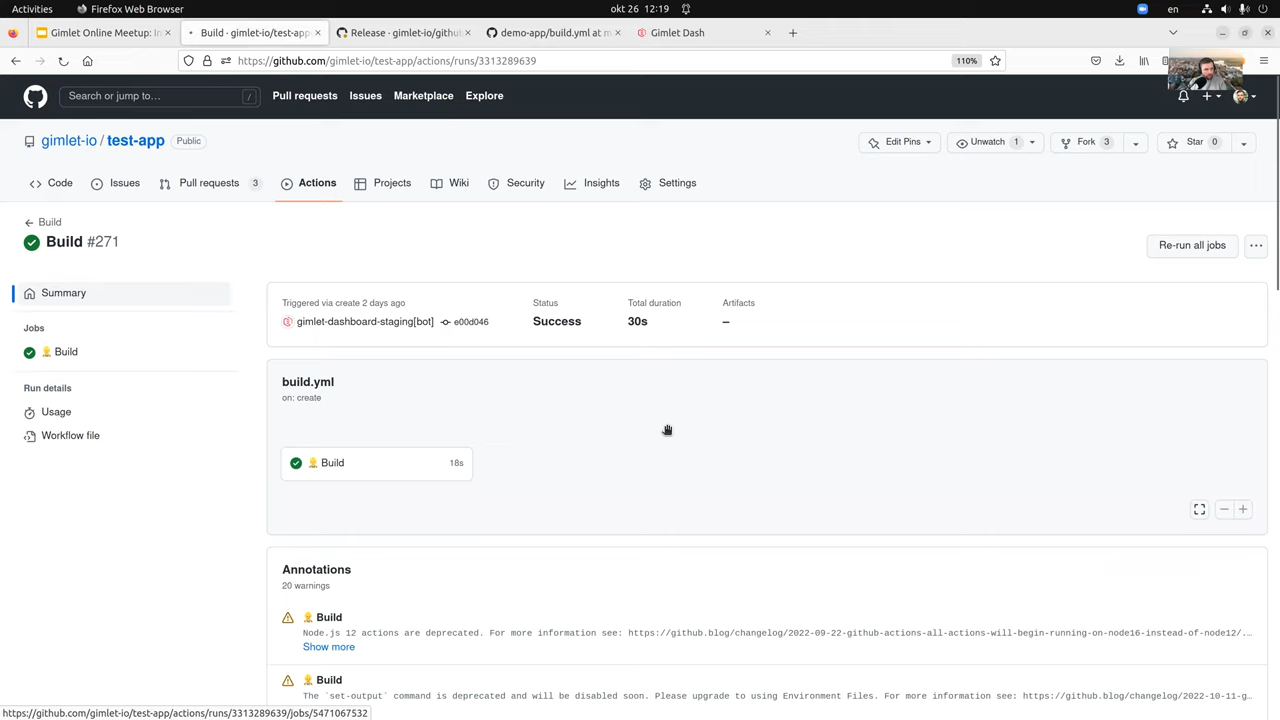 Activities
Firefox Web Browser
okt 26 12:19
en
Gimlet Online Meetup: In
Build · gimlet-io/test-app
Release · gimlet-io/githu
demo-app/build.yml at m
Gimlet Dash
https://github.com/gimlet-io/test-app/actions/runs/3313289639
110%
Search or jump to…
/
Pull requests
Issues
Marketplace
Explore
gimlet-io / test-app
Public
Edit Pins
Unwatch 1
Fork 3
Star 0
Code
Issues
Pull requests 3
Actions
Projects
Wiki
Security
Insights
Settings
Build
Build #271
Re-run all jobs
Summary
Jobs
Build
Run details
Usage
Workflow file
Triggered via create 2 days ago
gimlet-dashboard-staging[bot] e00d046
Status
Success
Total duration
30s
Artifacts
–
build.yml
on: create
Build 18s
Annotations
20 warnings
Build
Node.js 12 actions are deprecated. For more information see: https://github.blog/changelog/2022-09-22-github-actions-all-actions-will-begin-running-on-node16-instead-of-node12/.…
Show more
Build
The `set-output` command is deprecated and will be disabled soon. Please upgrade to using Environment Files. For more information see: https://github.blog/changelog/2022-10-11-g…
https://github.com/gimlet-io/test-app/actions/runs/3313289639/jobs/5471067532